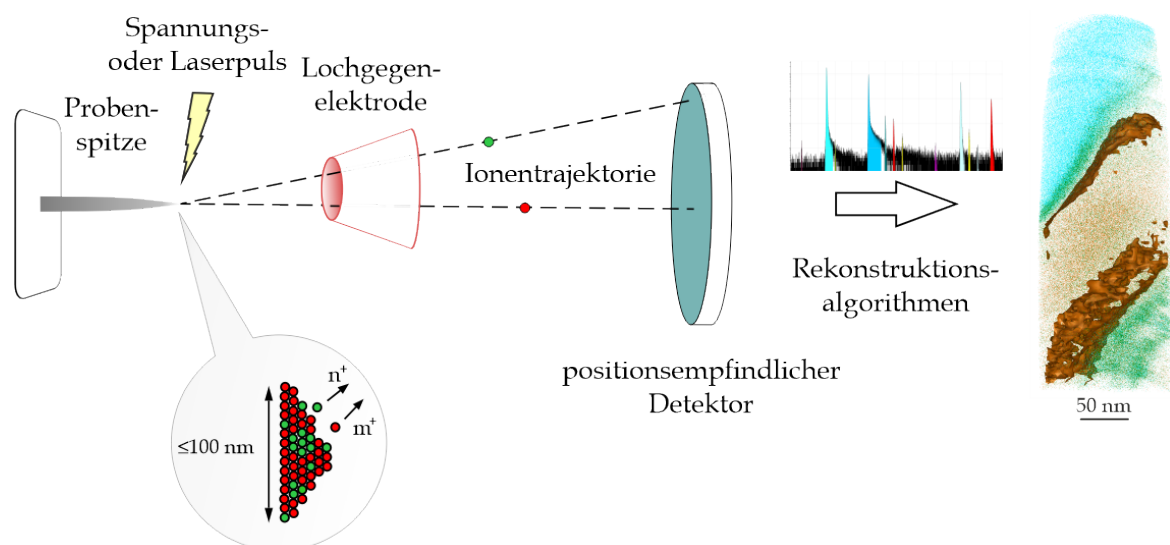 Spannungs-
oder Laserpuls
Proben-
spitze
Lochgegen-
elektrode
Ionentrajektorie
positionsempfindlicher
Detektor
Rekonstruktions-
algorithmen
50 nm
n⁺
m⁺
≤100 nm